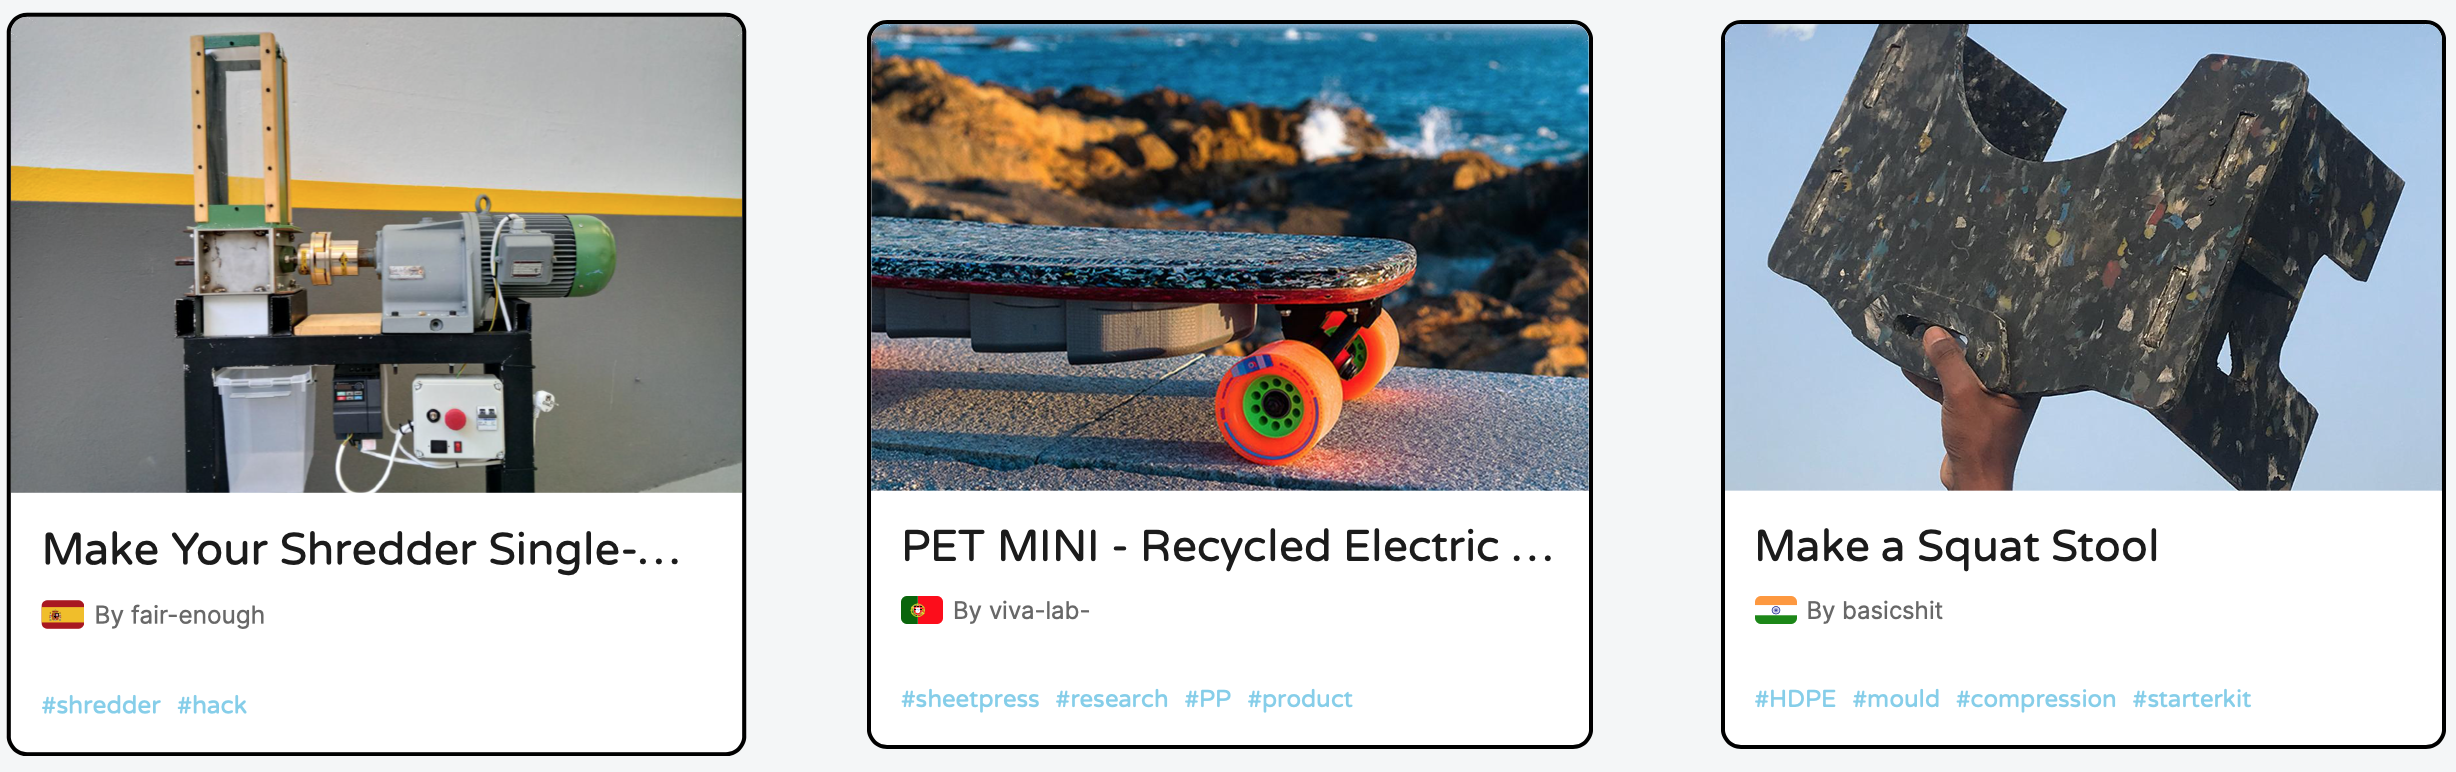 Make Your Shredder Single-...
By fair-enough
#shredder #hack
PET MINI - Recycled Electric ...
By viva-lab-
#sheetpress #research #PP #product
Make a Squat Stool
By basicshit
#HDPE #mould #compression #starterkit